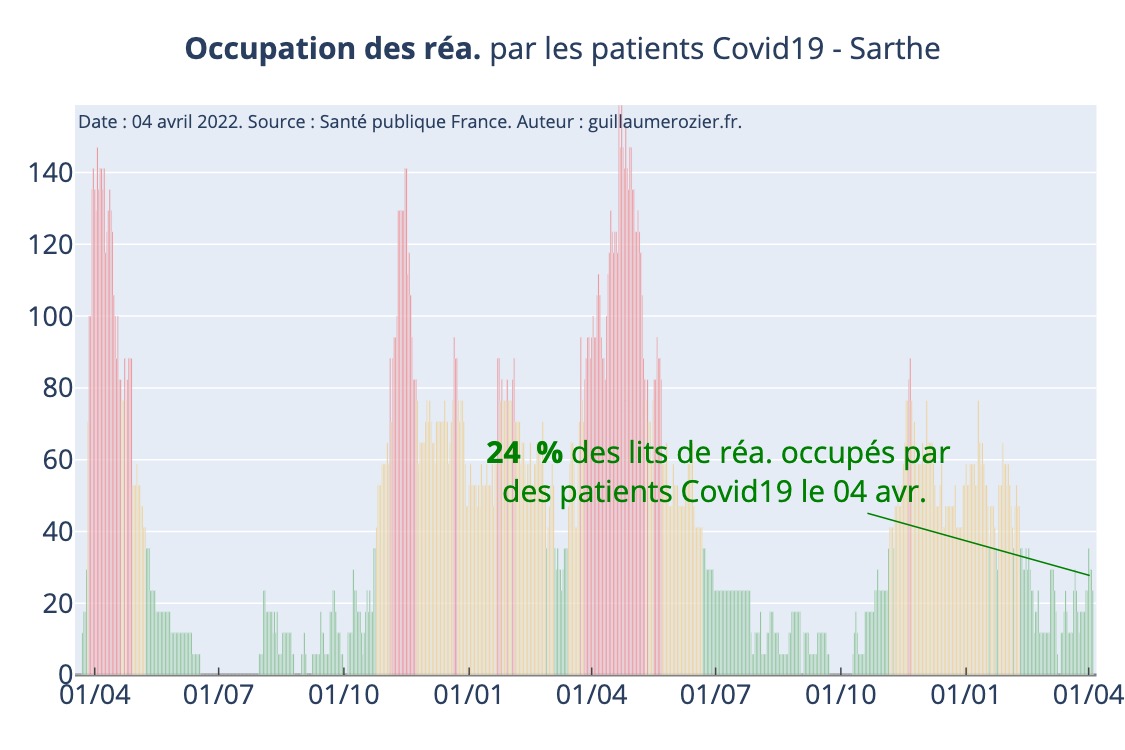 Occupation des réa. par les patients Covid19 - Sarthe
Date : 04 avril 2022. Source : Santé publique France. Auteur : guillaumerozier.fr.
140
120
100
80
60
40
20
0
24 % des lits de réa. occupés par
des patients Covid19 le 04 avr.
01/04 01/07 01/10 01/01 01/04 01/07 01/10 01/01 01/04